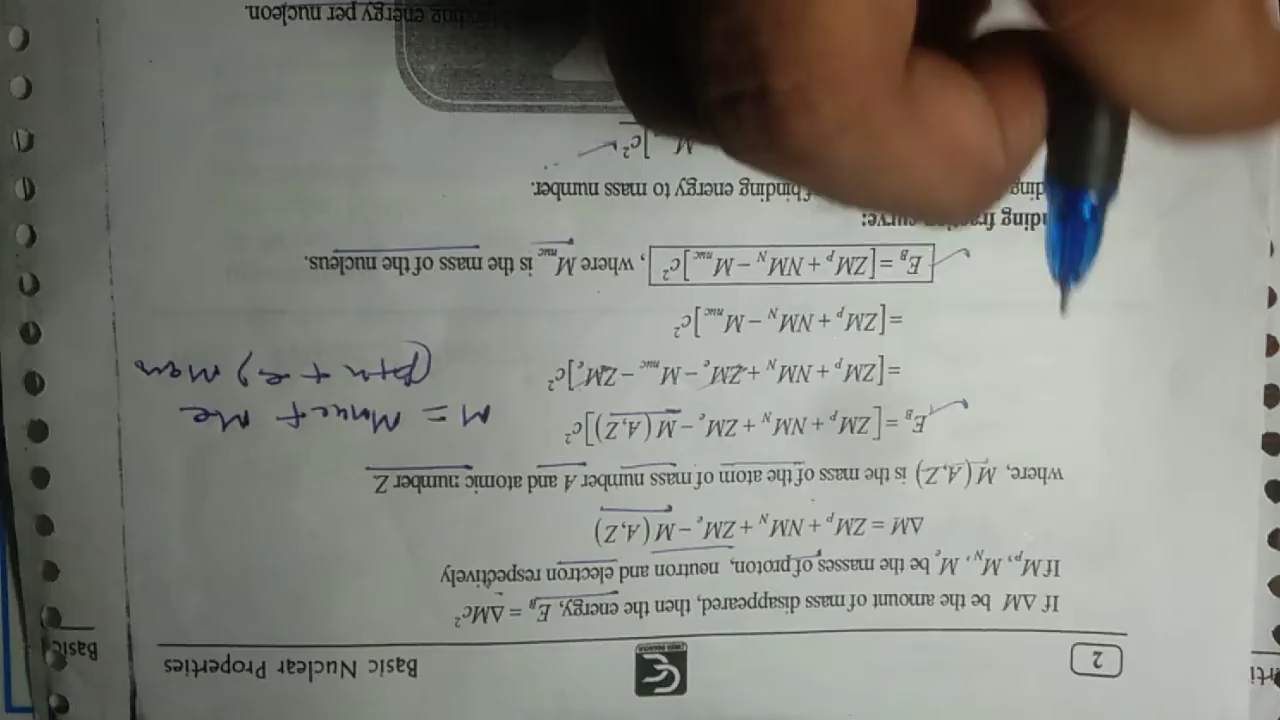 2
Basic Nuclear Properties
If ΔM be the amount of mass disappeared, then the energy, E_B = ΔMc²
If M_p, M_N, M_e be the masses of proton, neutron and electron respectively
ΔM = ZM_p + NM_N + ZM_e − M(A,Z)
where, M(A,Z) is the mass of the atom of mass number A and atomic number Z
E_B = [ZM_p + NM_N + ZM_e − M(A,Z)]c²
M = Mnuc + Me
= [ZM_p + NM_N + ZM_e − M_nuc − ZM_e]c²
(p+n + e)
= [ZM_p + NM_N − M_nuc]c²
E_B = [ZM_p + NM_N − M_nuc]c², where M_nuc is the mass of the nucleus.
curve:
binding energy to mass number.
M ]c²
energy per nucleon.
Basic